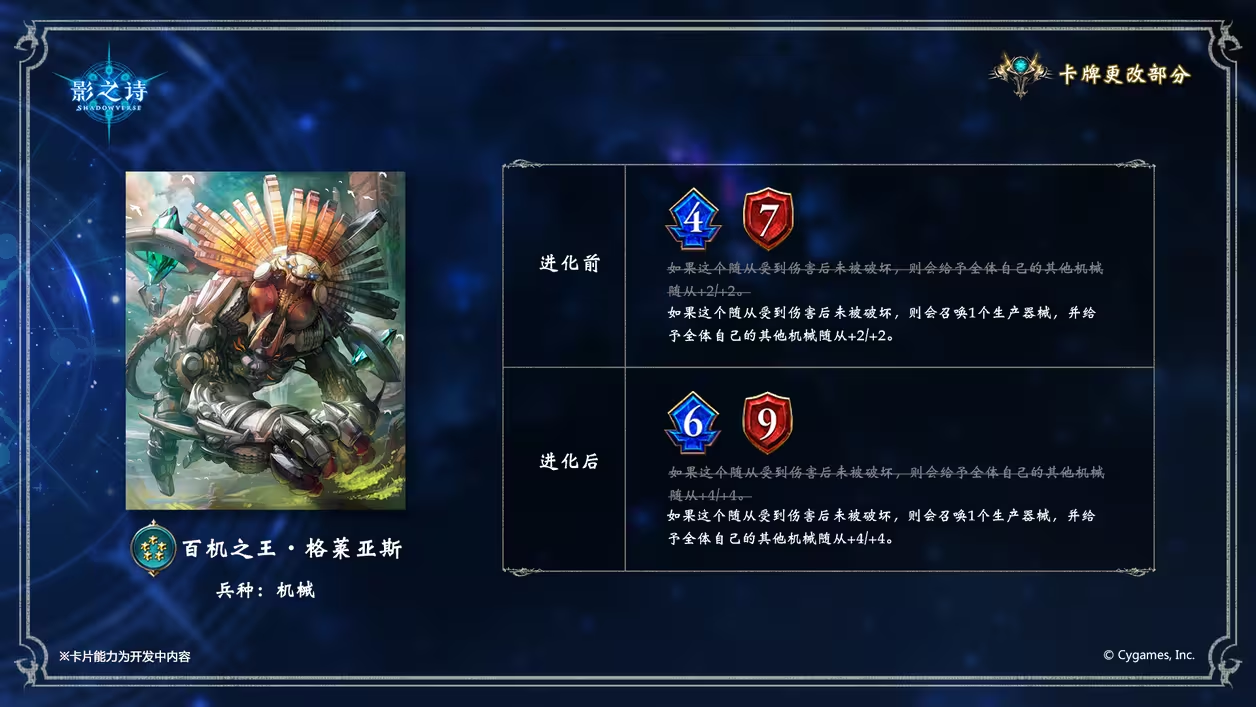 影之诗
SHADOWVERSE
卡牌更改部分
进化前
4 7
如果这个随从受到伤害后未被破坏，则会给予全体自己的其他机械
随从+2/+2。
如果这个随从受到伤害后未被破坏，则会召唤1个生产器械，并给
予全体自己的其他机械随从+2/+2。
进化后
6 9
如果这个随从受到伤害后未被破坏，则会给予全体自己的其他机械
随从+4/+4。
如果这个随从受到伤害后未被破坏，则会召唤1个生产器械，并给
予全体自己的其他机械随从+4/+4。
百机之王·格莱亚斯
兵种：机械
※卡片能力为开发中内容
© Cygames, Inc.